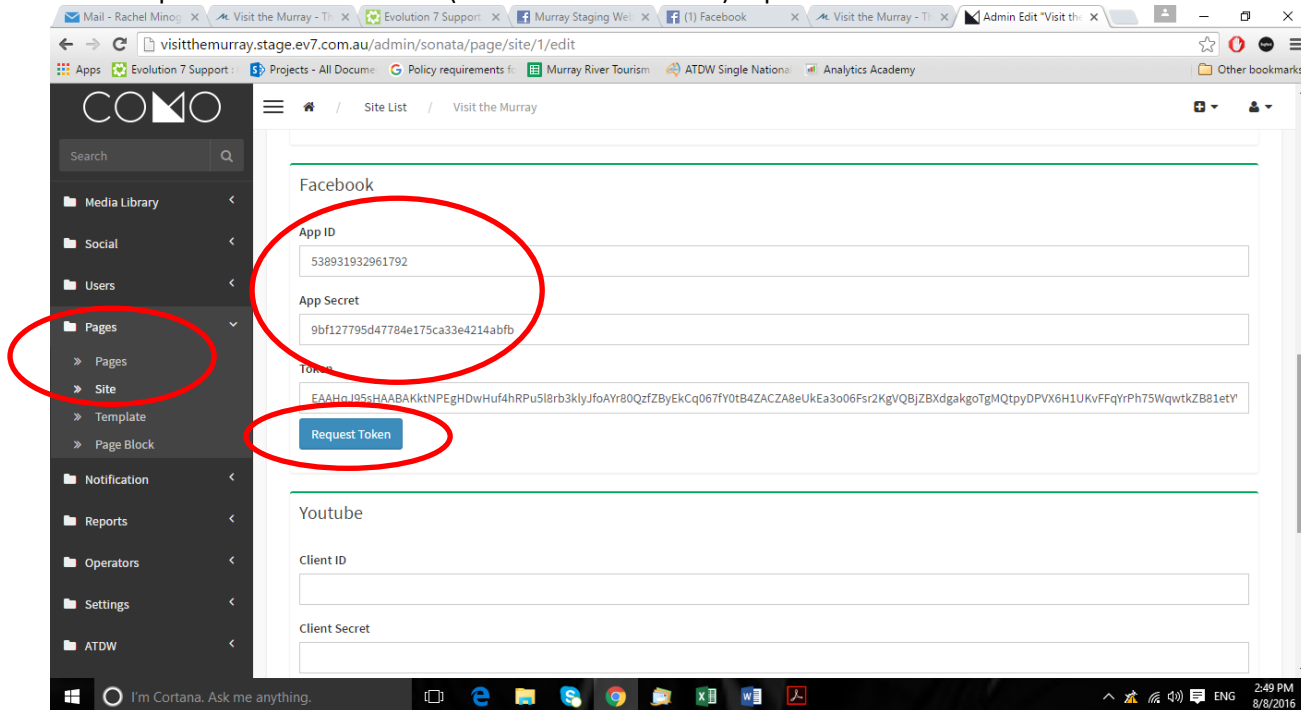 Mail - Rachel Minog
Visit the Murray - Th
Evolution 7 Support
Murray Staging Web
(1) Facebook
Visit the Murray - Th
Admin Edit "Visit the
visitthemurray.stage.ev7.com.au/admin/sonata/page/site/1/edit
Apps
Evolution 7 Support :
Projects - All Docume
Policy requirements fo
Murray River Tourism
ATDW Single National
Analytics Academy
Other bookmarks
COMO
/ Site List / Visit the Murray
Search
Media Library
Social
Users
Pages
Pages
Site
Template
Page Block
Notification
Reports
Operators
Settings
ATDW
Facebook
App ID
538931932961792
App Secret
9bf127795d47784e175ca33e4214abfb
Token
Request Token
Youtube
Client ID
Client Secret
I'm Cortana. Ask me anything.
ENG
2:49 PM
8/8/2016